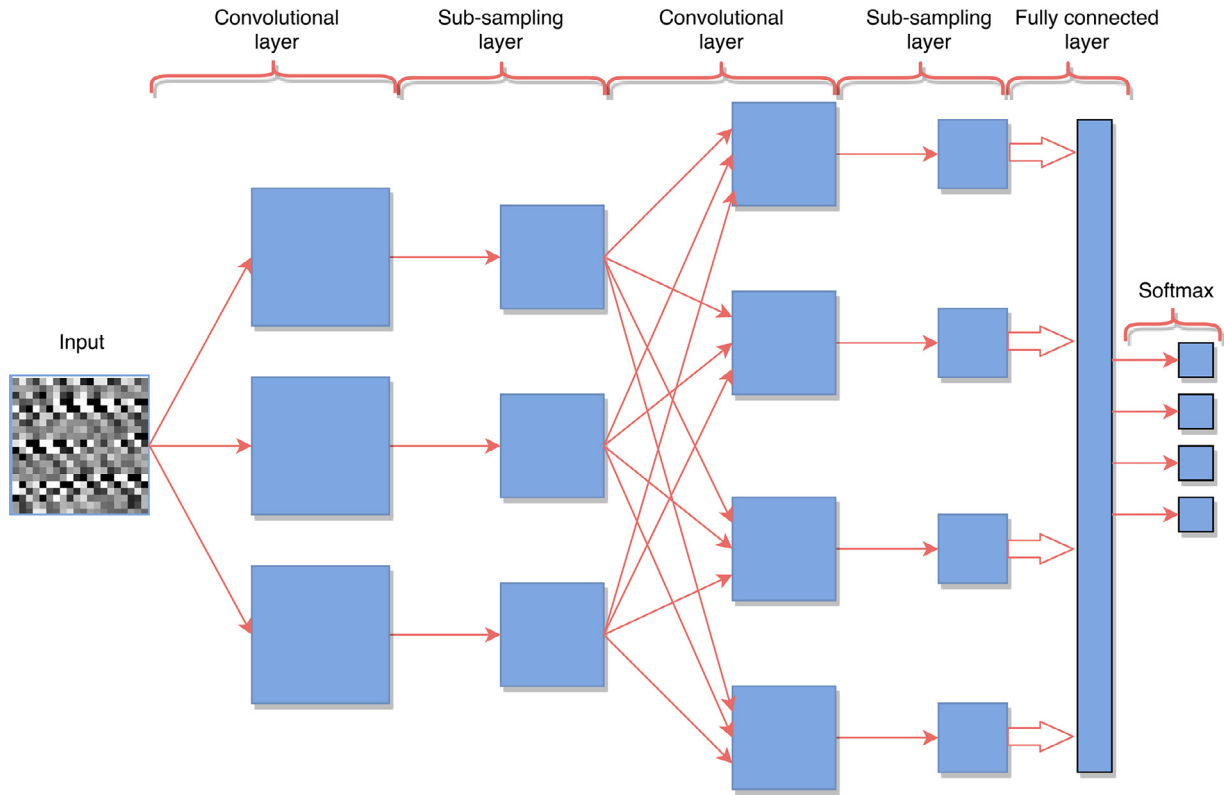 Convolutional
layer
Sub-sampling
layer
Convolutional
layer
Sub-sampling
layer
Fully connected
layer
Softmax
Input